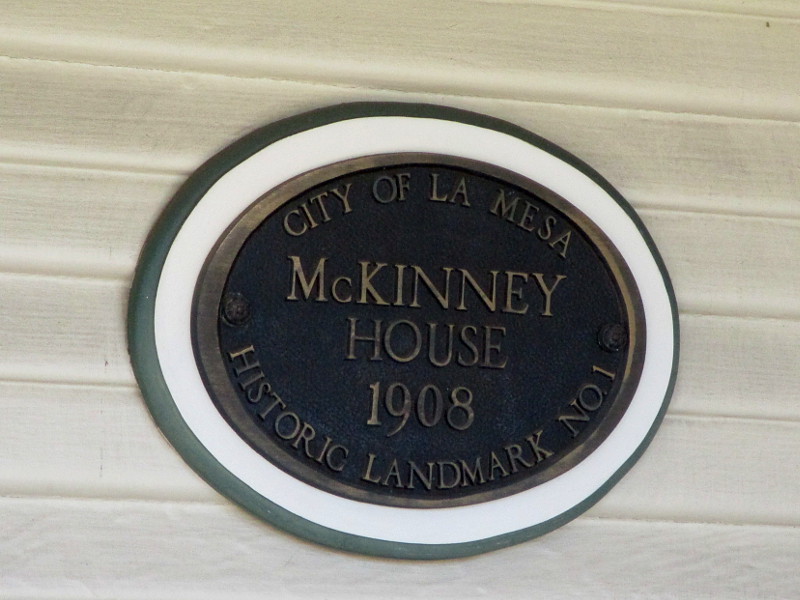 CITY OF LA MESA
McKINNEY
HOUSE
1908
HISTORIC LANDMARK NO. 1